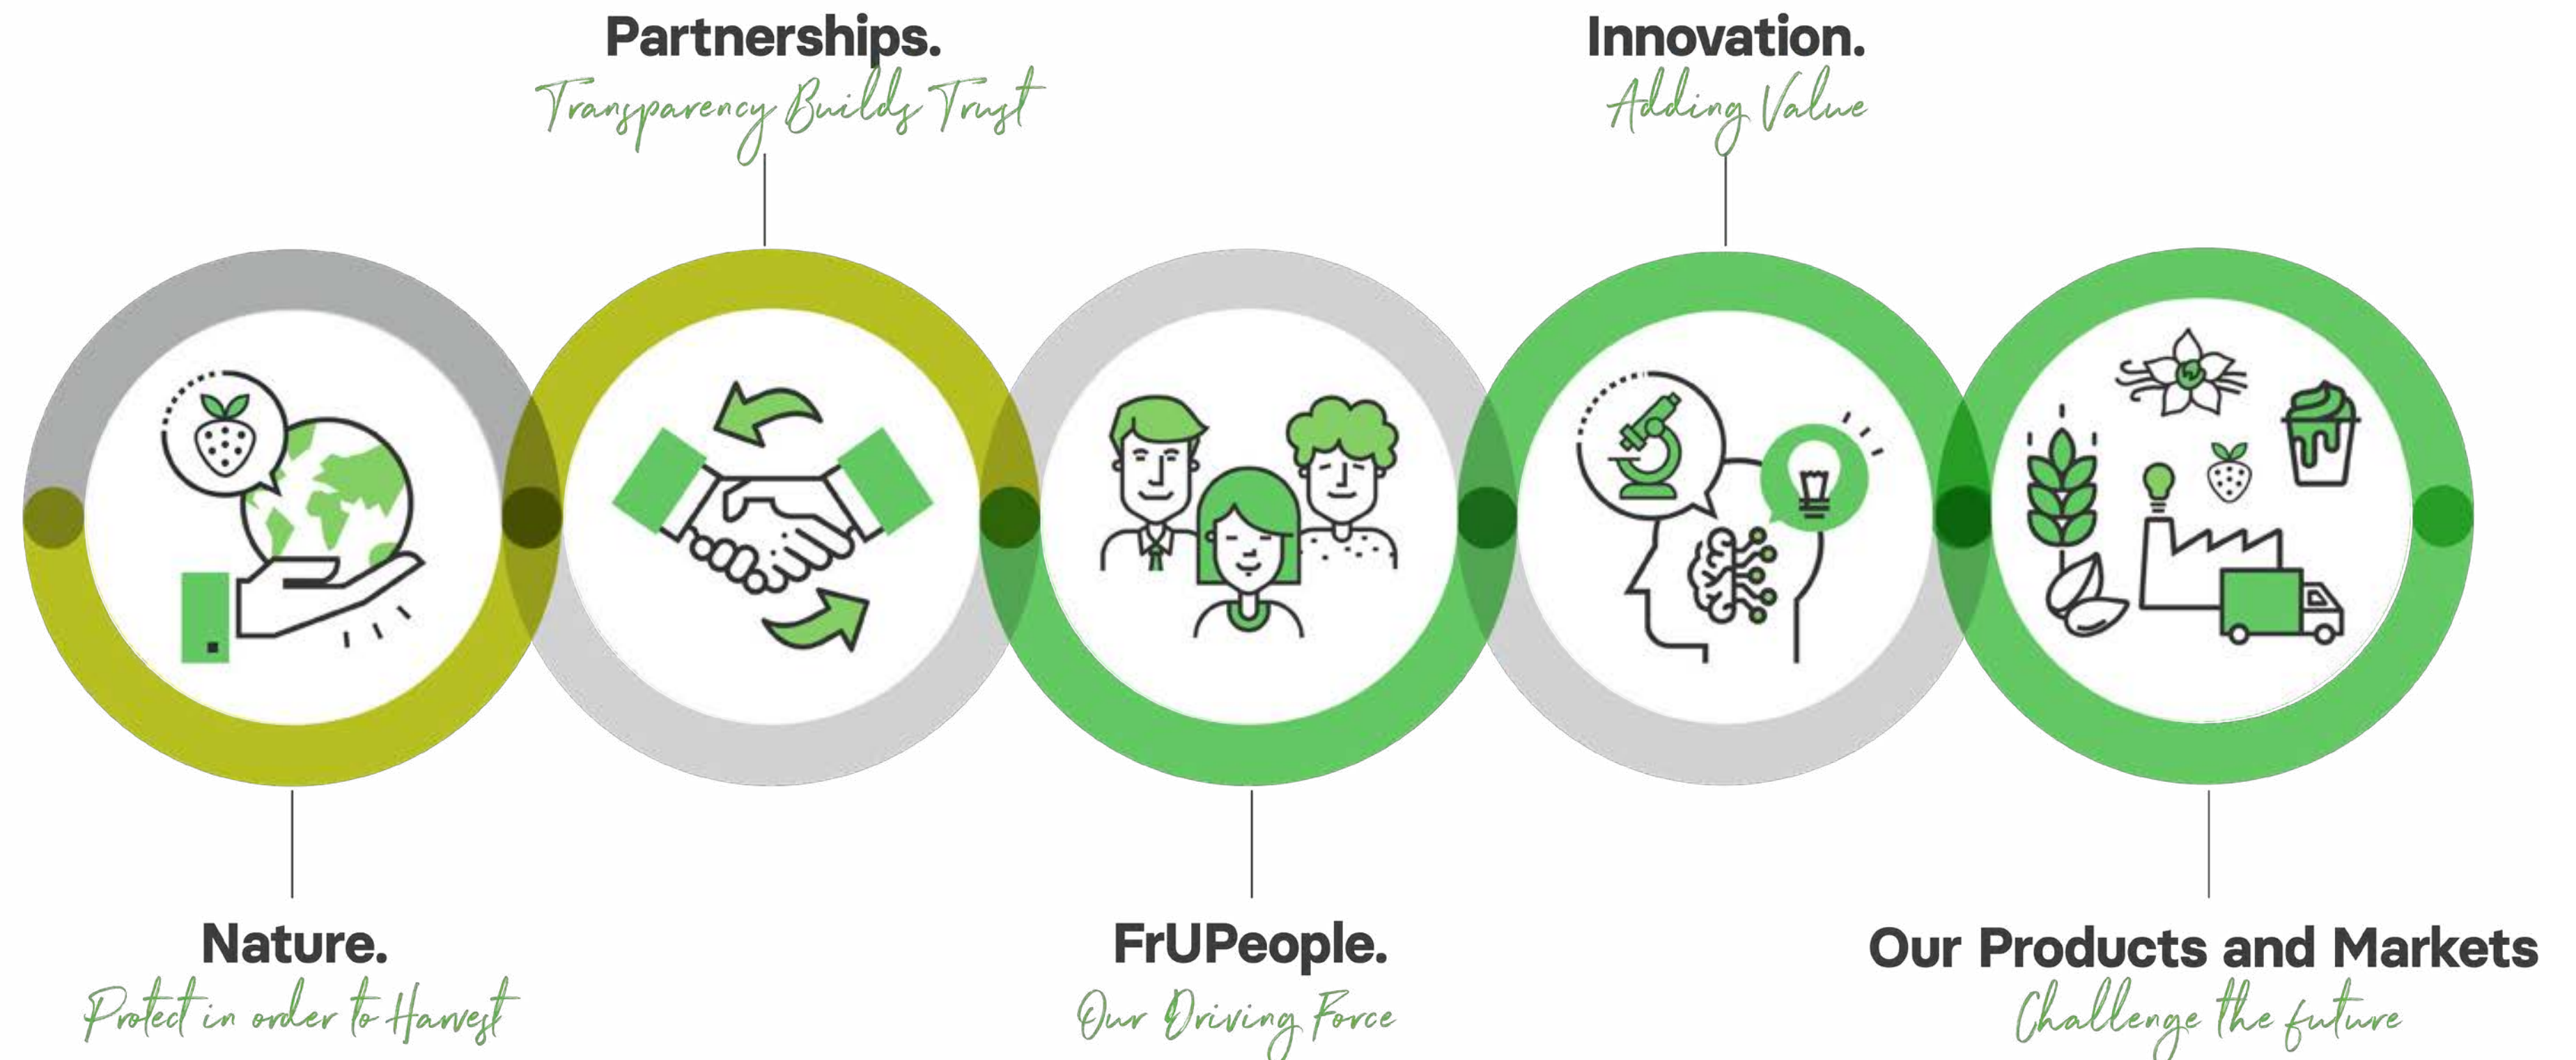 Partnerships.
Transparency Builds Trust
Innovation.
Adding Value
Nature.
Protect in order to Harvest
FrUPeople.
Our Driving Force
Our Products and Markets
Challenge the future